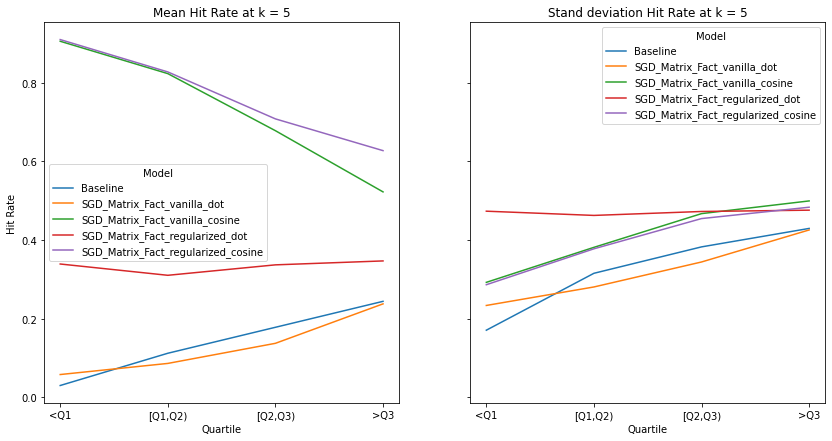 Mean Hit Rate at k = 5
Hit Rate
0.8
0.6
0.4
0.2
0.0
Model
Baseline
SGD_Matrix_Fact_vanilla_dot
SGD_Matrix_Fact_vanilla_cosine
SGD_Matrix_Fact_regularized_dot
SGD_Matrix_Fact_regularized_cosine
<Q1
[Q1,Q2)
[Q2,Q3)
>Q3
Quartile
Stand deviation Hit Rate at k = 5
Model
Baseline
SGD_Matrix_Fact_vanilla_dot
SGD_Matrix_Fact_vanilla_cosine
SGD_Matrix_Fact_regularized_dot
SGD_Matrix_Fact_regularized_cosine
<Q1
[Q1,Q2)
[Q2,Q3)
>Q3
Quartile